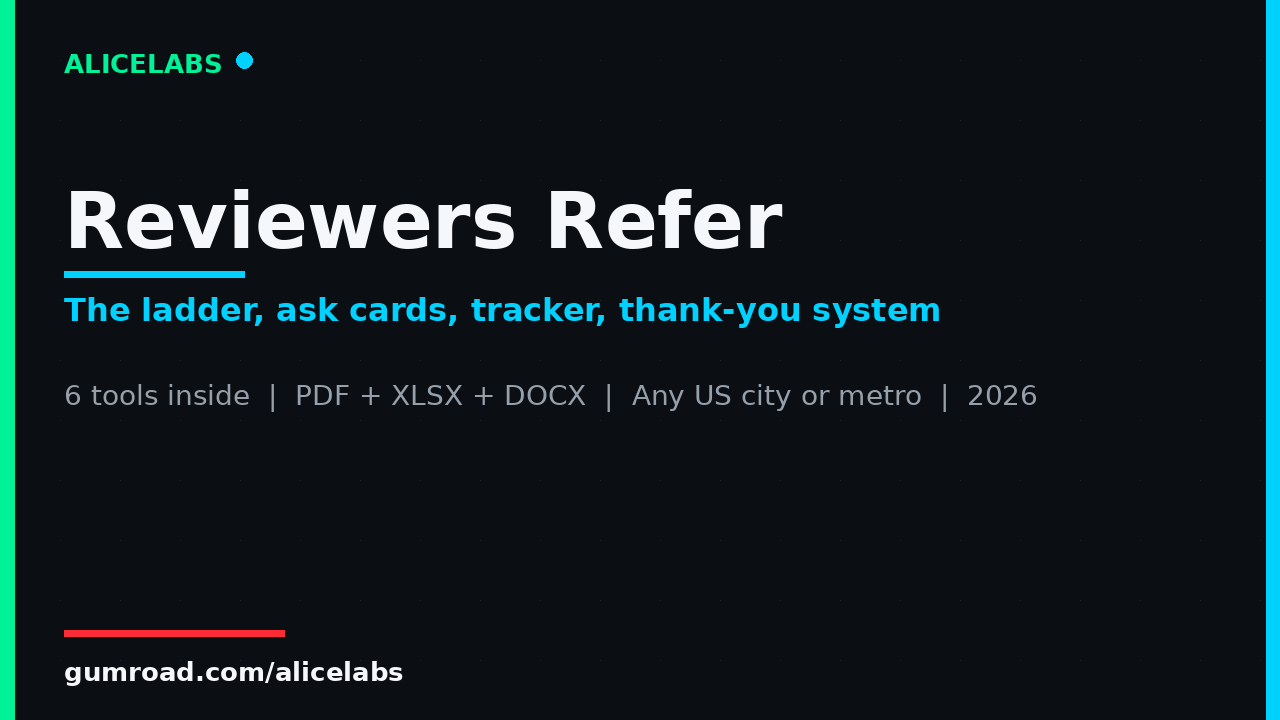 ALICELABS
Reviewers Refer
The ladder, ask cards, tracker, thank-you system
6 tools inside | PDF + XLSX + DOCX | Any US city or metro | 2026
gumroad.com/alicelabs